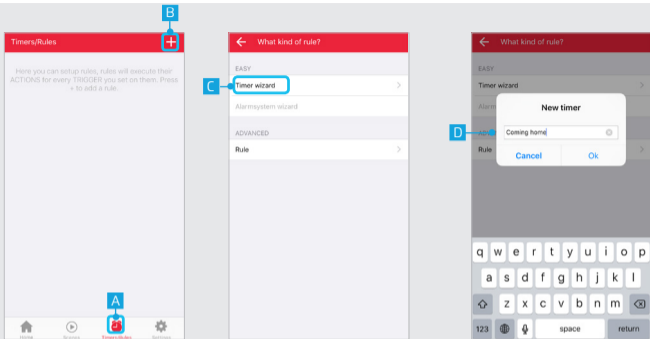 B
Timers/Rules
+
Here you can setup rules, rules will execute their
ACTIONS for every TRIGGER you set on them. Press
+ to add a rule.
A
Home
Scenes
Timers/Rules
Settings
What kind of rule?
EASY
C
Timer wizard
Alarmsystem wizard
ADVANCED
Rule
What kind of rule?
EASY
Timer wizard
New timer
D
Coming home
Rule
Cancel
Ok
q w e r t y u i o p
a s d f g h j k l
z x c v b n m
123
space
return